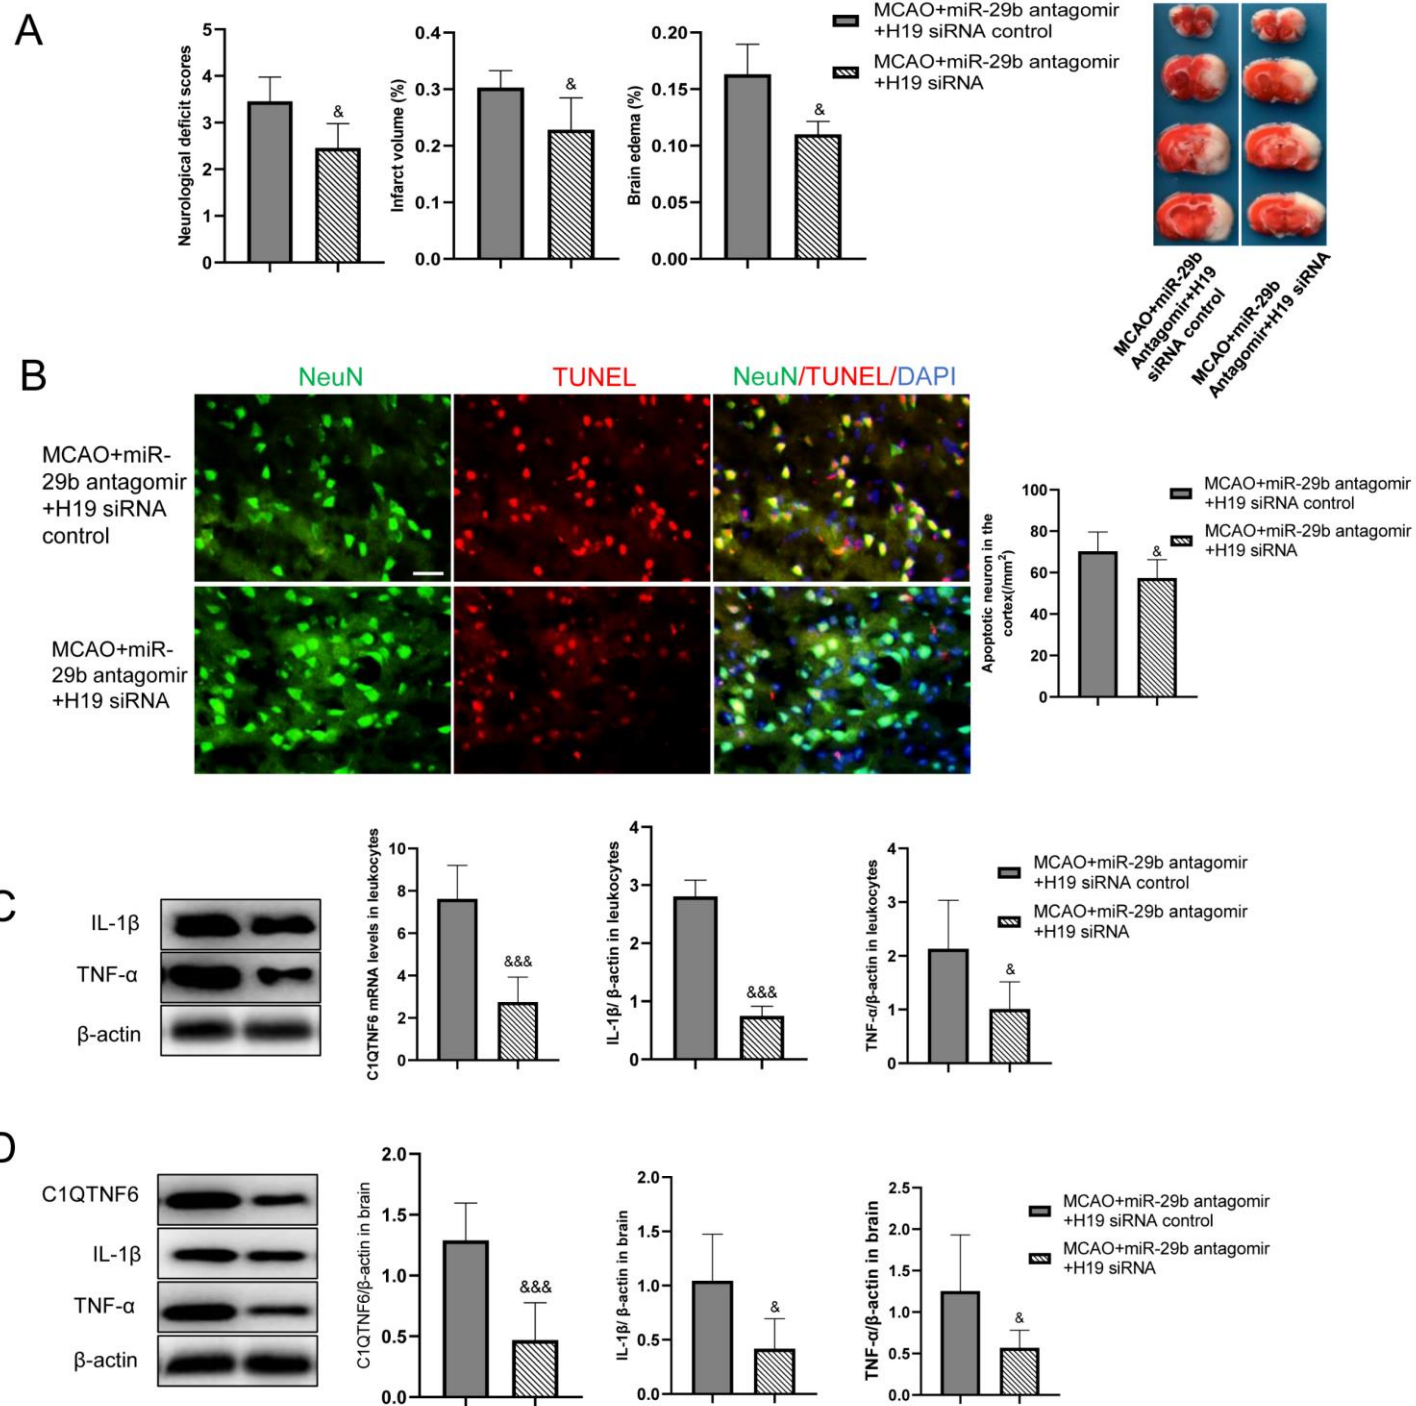 A
Neurological deficit scores
5
4
3
2
1
0
&
Infarct volume (%)
0.4
0.3
0.2
0.1
0.0
&
Brain edema (%)
0.20
0.15
0.10
0.05
0.00
&
MCAO+miR-29b antagomir
+H19 siRNA control
MCAO+miR-29b antagomir
+H19 siRNA
MCAO+miR-29b
Antagomir+H19
siRNA control
MCAO+miR-29b
Antagomir+H19 siRNA
B
NeuN
TUNEL
NeuN/TUNEL/DAPI
MCAO+miR-
29b antagomir
+H19 siRNA
control
MCAO+miR-
29b antagomir
+H19 siRNA
Apoptotic neuron in the
cortex(/mm²)
100
80
60
40
20
0
&
MCAO+miR-29b antagomir
+H19 siRNA control
MCAO+miR-29b antagomir
+H19 siRNA
C
IL-1β
TNF-α
β-actin
C1QTNF6 mRNA levels in leukocytes
10
8
6
4
2
0
&&&
IL-1β/ β-actin in leukocytes
4
3
2
1
0
&&&
TNF-α/β-actin in leukocytes
4
3
2
1
0
&
MCAO+miR-29b antagomir
+H19 siRNA control
MCAO+miR-29b antagomir
+H19 siRNA
D
C1QTNF6
IL-1β
TNF-α
β-actin
C1QTNF6/β-actin in brain
2.0
1.5
1.0
0.5
0.0
&&&
IL-1β/ β-actin in brain
2.0
1.5
1.0
0.5
0.0
&
TNF-α/β-actin in brain
2.5
2.0
1.5
1.0
0.5
0.0
&
MCAO+miR-29b antagomir
+H19 siRNA control
MCAO+miR-29b antagomir
+H19 siRNA